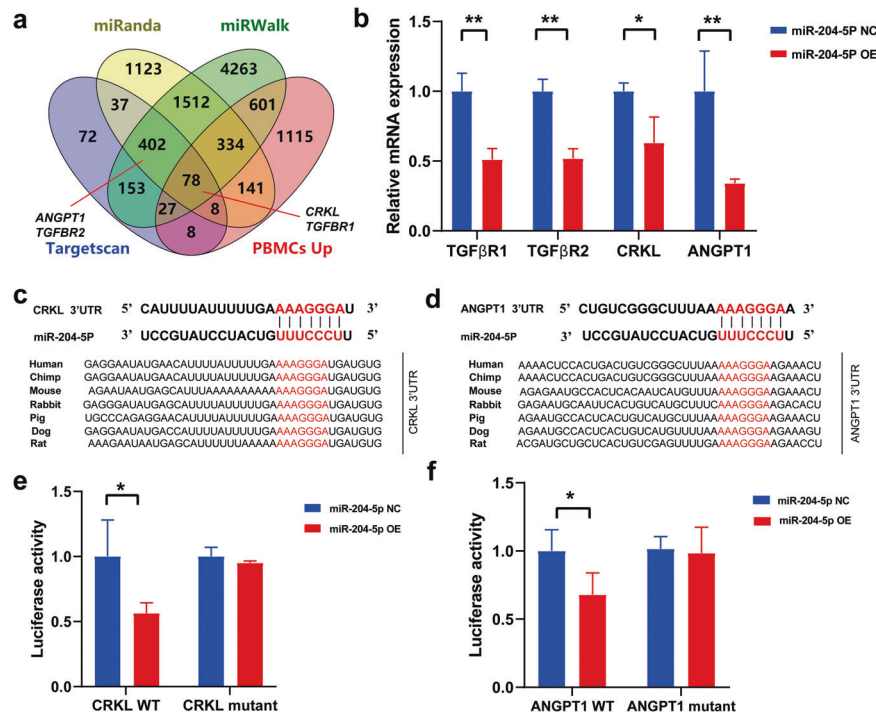 a
miRanda
miRWalk
1123
4263
37
1512
601
72
402
334
1115
153
78
141
27
8
8
ANGPT1
TGFBR2
CRKL
TGFBR1
Targetscan
PBMCs Up
b
Relative mRNA expression
1.5
1.0
0.5
0.0
** ** * **
TGFβR1 TGFβR2 CRKL ANGPT1
miR-204-5P NC
miR-204-5P OE
c
CRKL 3'UTR 5' CAUUUUAUUUUUGAAAAGGGAU 3'
miR-204-5P 3' UCCGUAUCCUACUGUUUCCCUU 5'
Human GAGGAAUAUGAACAUUUUAUUUUUGAAAAGGGAUGAUGUG
Chimp GAGGAAUAUGAACAUUUUAUUUUUGAAAAGGGAUGAUGUG
Mouse AGAAUAAUGAGCAUUUAAAAAAAAAAAAAGGGAUGAUGUG
Rabbit GAGGGAUAUGAGCAUUUAUUAUUUUGAAAAGGGAUGAUGUG
Pig UGCCCAGAGGAACAUUUUAUUUUUGAAAAGGGAUGAUGUG
Dog GAGGAAUAUGACCAUUUUAUUUUUGAAAAGGGAUGAUGUG
Rat AAAGAAUAAUGAGCAUUUUUUAAAAAAAAGGGAUGAUGUG
CRKL 3'UTR
d
ANGPT1 3'UTR 5' CUGUCGGGCUUUAAAAAGGGAA 3'
miR-204-5P 3' UCCGUAUCCUACUGUUUCCCUU 5'
Human AAAACUCCACUGACUGUCGGGCUUUAAAAAGGGAAGAAACU
Chimp AAAACUCCACUGACUGUCGGGCUUUAAAAAGGGAAGAAACU
Mouse AGAGAAUGCCACUCACAAUCAUGUUUAAAAAGGGAAGAAACU
Rabbit GAGAAUGCAAUUCACUGUCAUGCUUUCAAAGGGAAGACACU
Pig AGAAUGCCACUCACUGUCAUGCUUUUAAAAAGGGAAGAAACU
Dog AGAAUGCCACUCACUGUCAUGUUUUAAAAAGGGAAGAAAGU
Rat ACGAUGCUGCUCACUGUCGAGUUUUGAAAAGGGAAGAACCU
ANGPT1 3'UTR
e
Luciferase activity
1.5
1.0
0.5
0.0
*
CRKL WT CRKL mutant
miR-204-5p NC
miR-204-5p OE
f
Luciferase activity
1.5
1.0
0.5
0.0
*
ANGPT1 WT ANGPT1 mutant
miR-204-5p NC
miR-204-5p OE